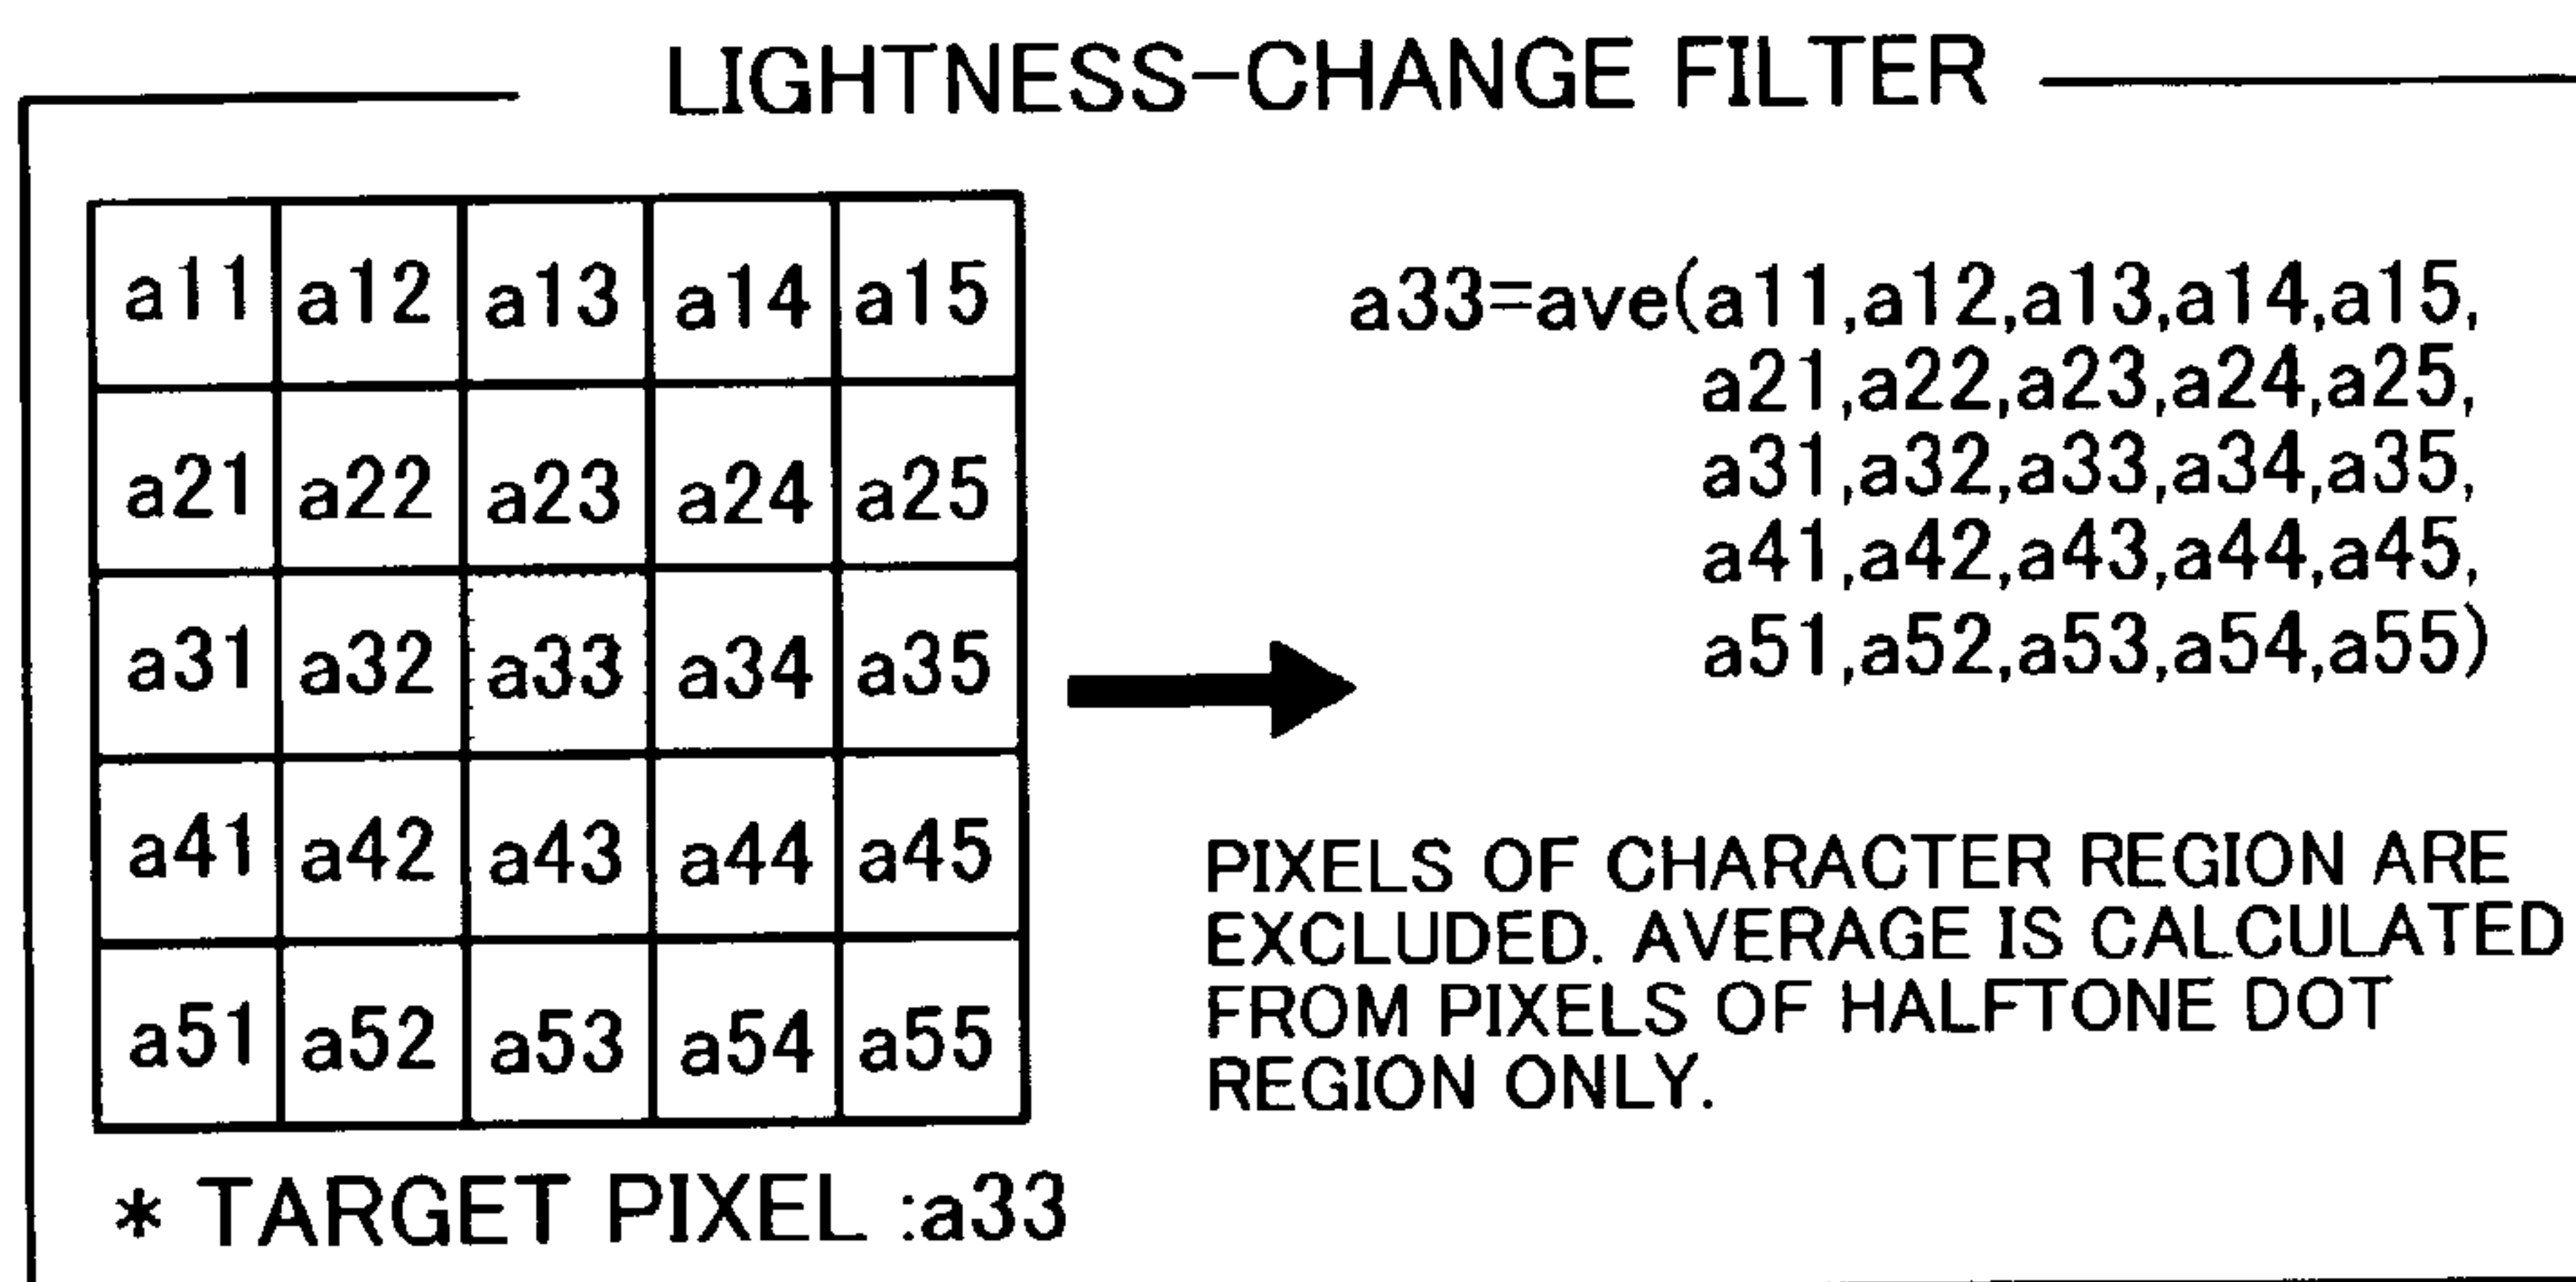 LIGHTNESS-CHANGE FILTER
a11 a12 a13 a14 a15
a21 a22 a23 a24 a25
a31 a32 a33 a34 a35
a41 a42 a43 a44 a45
a51 a52 a53 a54 a55
* TARGET PIXEL :a33
a33=ave(a11,a12,a13,a14,a15,
a21,a22,a23,a24,a25,
a31,a32,a33,a34,a35,
a41,a42,a43,a44,a45,
a51,a52,a53,a54,a55)
PIXELS OF CHARACTER REGION ARE
EXCLUDED. AVERAGE IS CALCULATED
FROM PIXELS OF HALFTONE DOT
REGION ONLY.